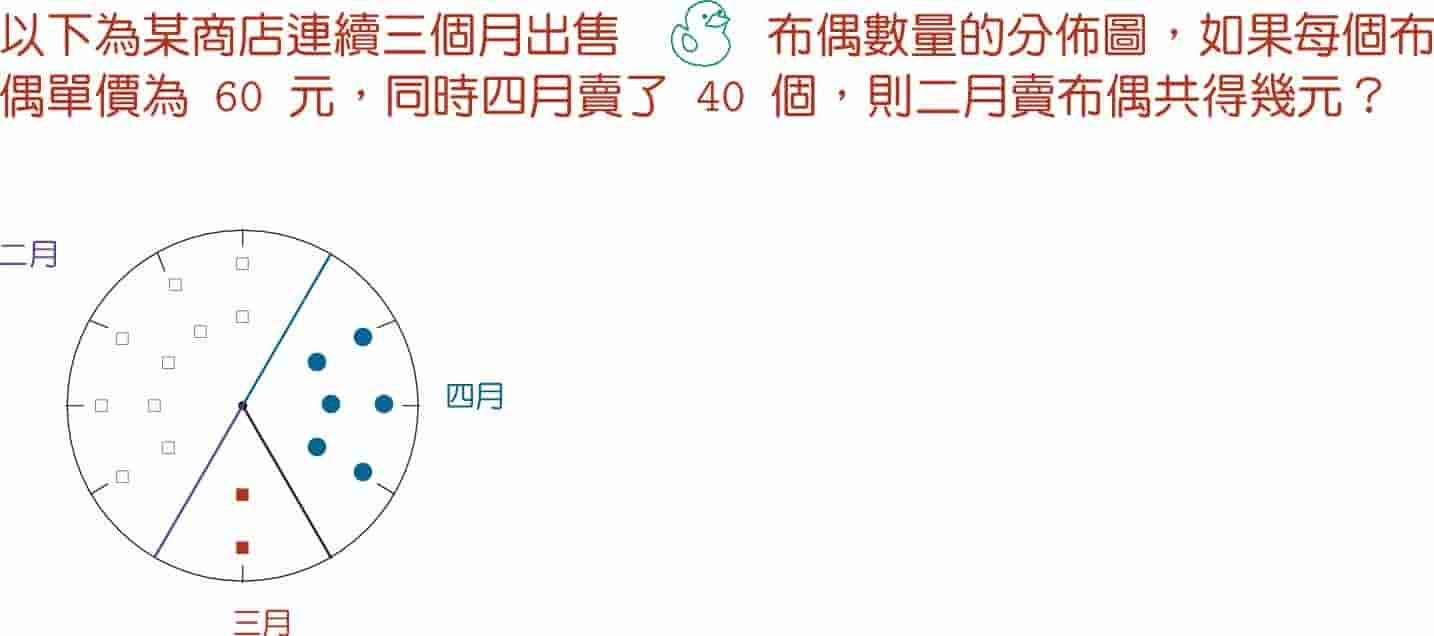 以下為某商店連續三個月出售 布偶數量的分佈圖，如果每個布
偶單價為 60 元，同時四月賣了 40 個，則二月賣布偶共得幾元？
二月
四月
三月